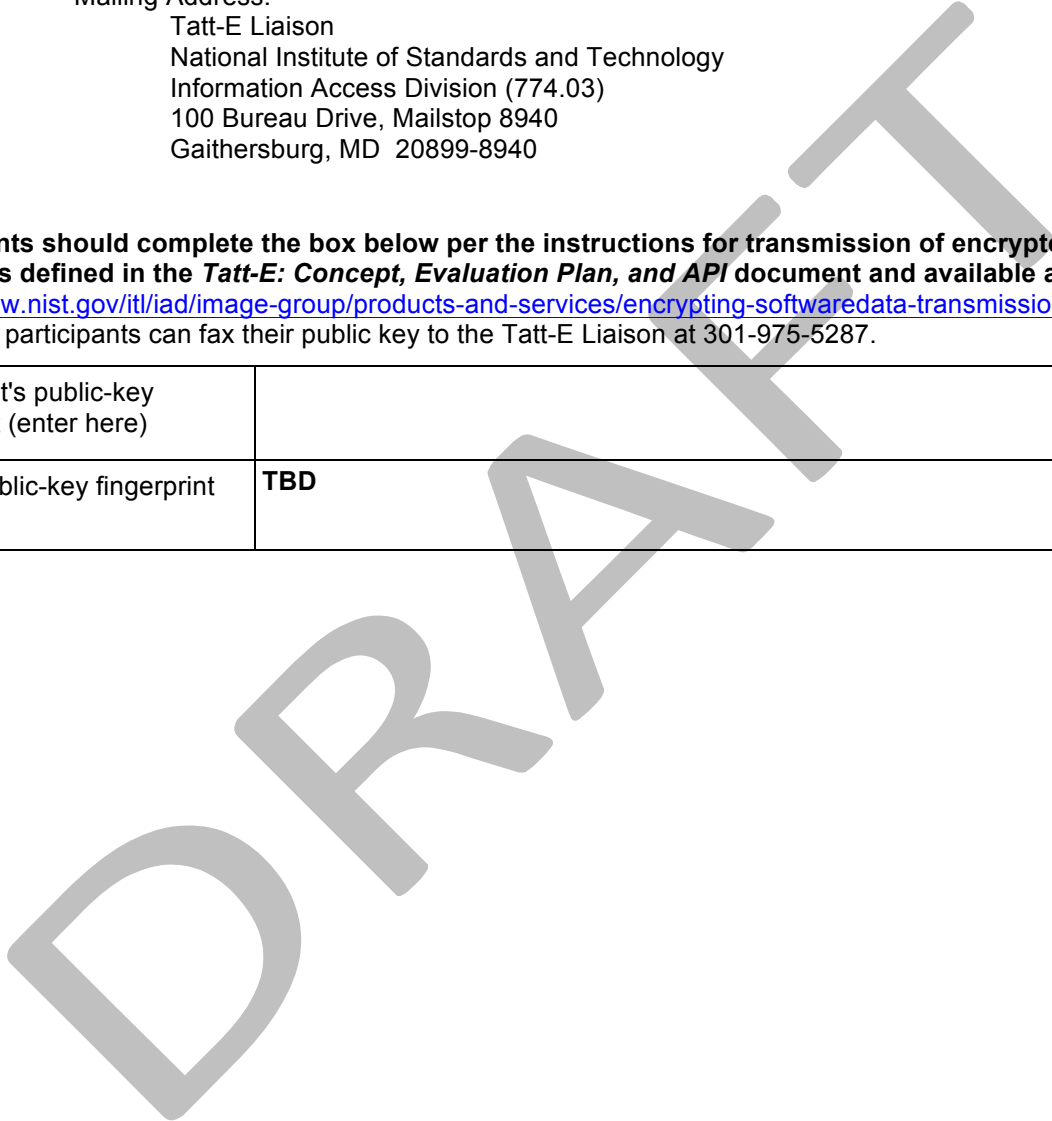 Mailing Address:
Tatt-E Liaison
National Institute of Standards and Technology
Information Access Division (774.03)
100 Bureau Drive, Mailstop 8940
Gaithersburg, MD  20899-8940
nts should complete the box below per the instructions for transmission of encrypte
s defined in the Tatt-E: Concept, Evaluation Plan, and API document and available a
w.nist.gov/itl/iad/image-group/products-and-services/encrypting-softwaredata-transmissio
participants can fax their public key to the Tatt-E Liaison at 301-975-5287.
t's public-key
(enter here)
blic-key fingerprint
TBD
DRAFT